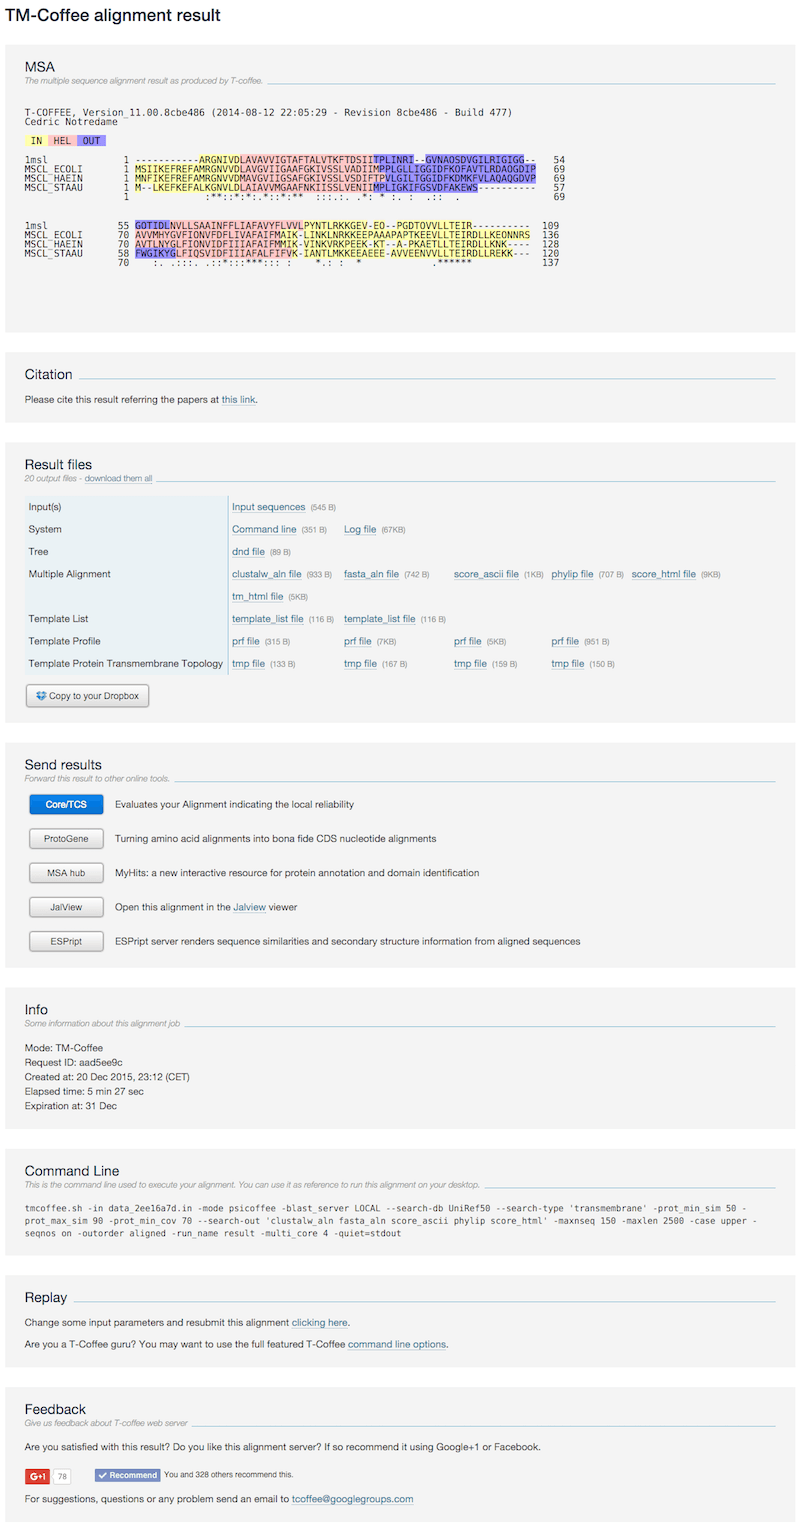 TM-Coffee alignment result
MSA
The multiple sequence alignment result as produced by T-coffee.
T-COFFEE, Version_11.00.8cbe486 (2014-08-12 22:05:29 - Revision 8cbe486 - Build 477)
Cedric Notredame
IN HEL OUT
1msl 1 -----------ARGNIVDLAVAVVIGTAFTALVTKFTDSIITPLINRI--GVNAQSDVGILRIGIGG-- 54
MSCL_ECOLI 1 MSIIKEFREFAMRGNVVDLAVGVIIGAAFGKIVSSLVADIIMPPLGLLIGGIDFKQFAVTLRDAQGDIP 69
MSCL_HAEIN 1 MNFIKEFREFAMRGNVVDMAVGVIIGSAFGKIVSSLVSDIFTPVLGILTGGIDFKDMKFVLAQAQGDVP 69
MSCL_STAAU 1 M--LKEFKEFALKGNVLDLAIAVVMGAAFNKIISSLVENIIMPLIGKIFGSVDFAKEWS---------- 57
1 :**::*:*:.*::*:** :::.:. .*: * :. : .:: . 69
1msl 55 GQTIDLNVLLSAAINFFLIAFAVYFLVVLPYNTLRKKGEV-EQ--PGDTQVVLLTEIR---------- 109
MSCL_ECOLI 70 AVVMHYGVFIQNVFDFLIVAFAIFMAIK-LINKLNRKKEEPAAAPAPTKEEVLLTEIRDLLKEQNNRS 136
MSCL_HAEIN 70 AVTLNYGLFIQNVIDFIIIAFAIFMMIK-VINKVRKPEEK-KT--A-PKAETLLTEIRDLLKNK---- 128
MSCL_STAAU 58 FWGIKYGLFIQSVIDFIIIAFALFIFVK-IANTLMKKEEAEEE-AVVEENVVLLTEIRDLLREKK--- 120
70 :. .:::. .::*:::***::: : *.: : * .****** 137
Citation
Please cite this result referring the papers at this link.
Result files
20 output files - download them all
Input(s) Input sequences (545 B)
System Command line (351 B) Log file (67KB)
Tree dnd file (89 B)
Multiple Alignment clustalw_aln file (933 B) fasta_aln file (742 B) score_ascii file (1KB) phylip file (707 B) score_html file (9KB)
tm_html file (5KB)
Template List template_list file (116 B) template_list file (116 B)
Template Profile prf file (315 B) prf file (7KB) prf file (5KB) prf file (951 B)
Template Protein Transmembrane Topology tmp file (133 B) tmp file (167 B) tmp file (159 B) tmp file (150 B)
Copy to your Dropbox
Send results
Forward this result to other online tools.
Core/TCS Evaluates your Alignment indicating the local reliability
ProtoGene Turning amino acid alignments into bona fide CDS nucleotide alignments
MSA hub MyHits: a new interactive resource for protein annotation and domain identification
JalView Open this alignment in the Jalview viewer
ESPript ESPript server renders sequence similarities and secondary structure information from aligned sequences
Info
Some information about this alignment job
Mode: TM-Coffee
Request ID: aad5ee9c
Created at: 20 Dec 2015, 23:12 (CET)
Elapsed time: 5 min 27 sec
Expiration at: 31 Dec
Command Line
This is the command line used to execute your alignment. You can use it as reference to run this alignment on your desktop.
tmcoffee.sh -in data_2ee16a7d.in -mode psicoffee -blast_server LOCAL --search-db UniRef50 --search-type 'transmembrane' -prot_min_sim 50 -
prot_max_sim 90 -prot_min_cov 70 --search-out 'clustalw_aln fasta_aln score_ascii phylip score_html' -maxnseq 150 -maxlen 2500 -case upper -
seqnos on -outorder aligned -run_name result -multi_core 4 -quiet=stdout
Replay
Change some input parameters and resubmit this alignment clicking here.
Are you a T-Coffee guru? You may want to use the full featured T-Coffee command line options.
Feedback
Give us feedback about T-coffee web server
Are you satisfied with this result? Do you like this alignment server? If so recommend it using Google+1 or Facebook.
G+1 78 Recommend You and 328 others recommend this.
For suggestions, questions or any problem send an email to tcoffee@googlegroups.com